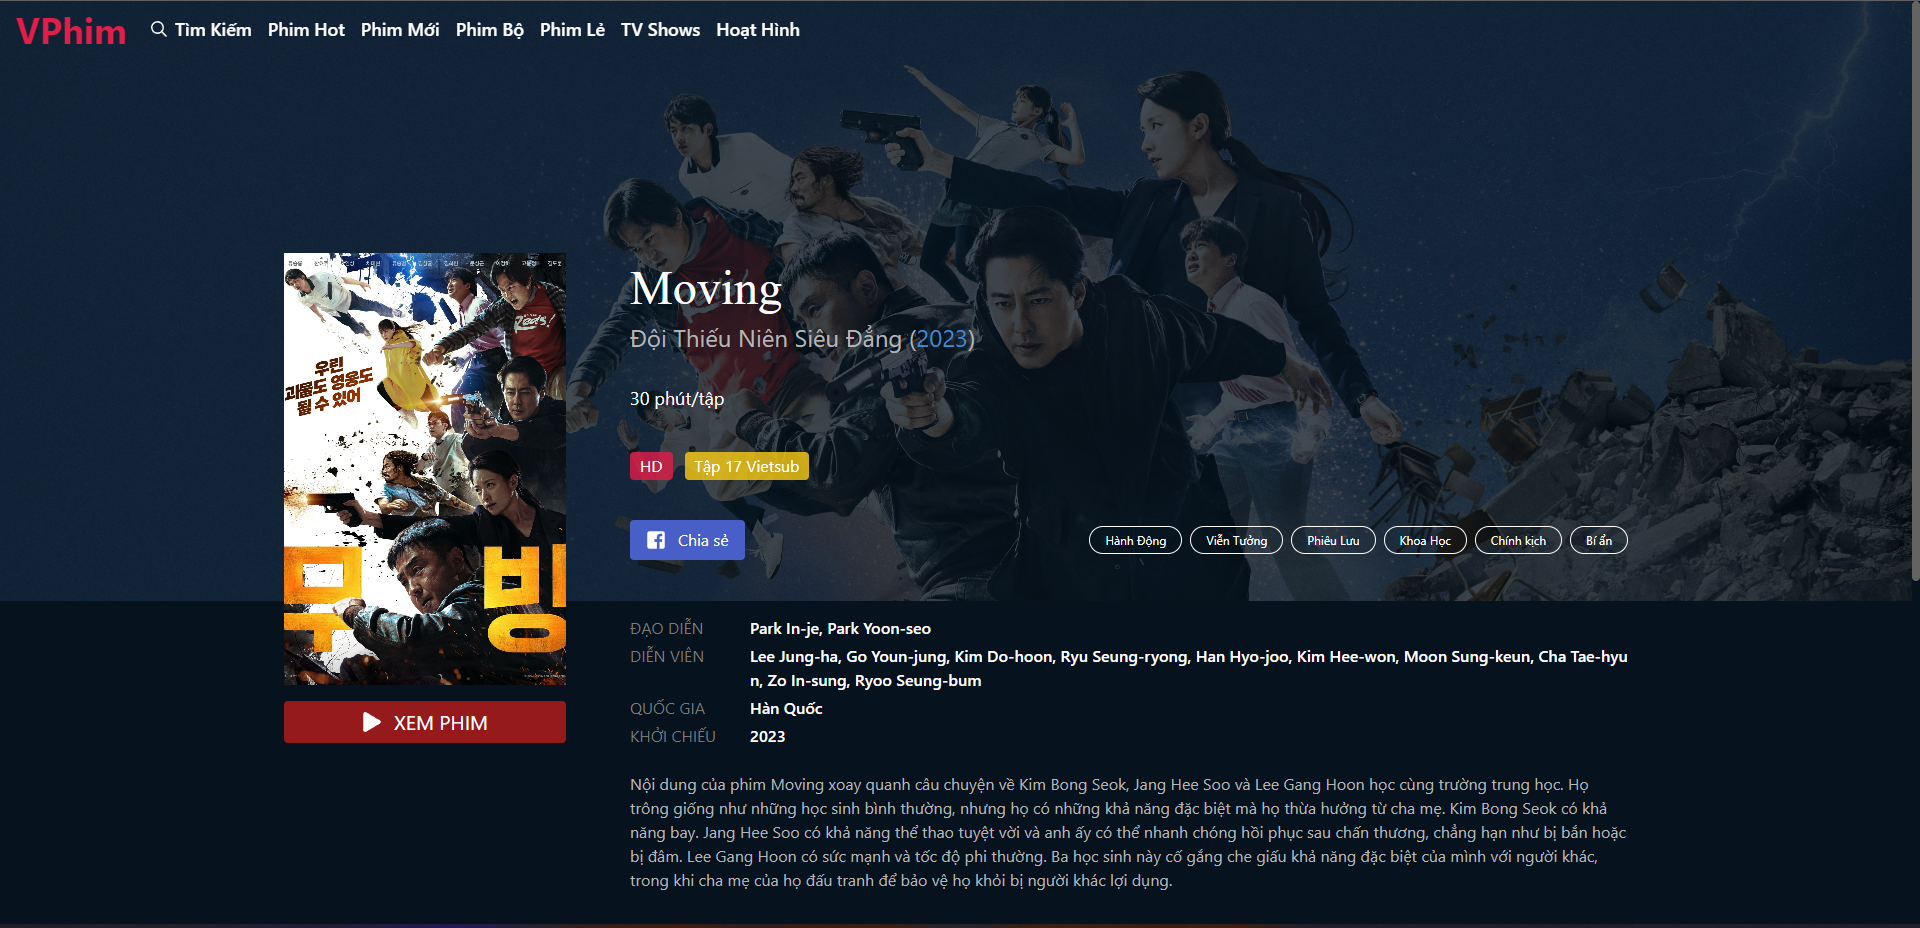 VPhim
Tìm Kiếm Phim Hot Phim Mới Phim Bộ Phim Lẻ TV Shows Hoạt Hình
Red's!
우린
괴물도 영웅도
될 수 있어
무빙
XEM PHIM
Moving
Đội Thiếu Niên Siêu Đẳng (2023)
30 phút/tập
HD Tập 17 Vietsub
Chia sẻ
Hành Động Viễn Tưởng Phiêu Lưu Khoa Học Chính kịch Bí ẩn
ĐẠO DIỄN Park In-je, Park Yoon-seo
DIỄN VIÊN Lee Jung-ha, Go Youn-jung, Kim Do-hoon, Ryu Seung-ryong, Han Hyo-joo, Kim Hee-won, Moon Sung-keun, Cha Tae-hyu
n, Zo In-sung, Ryoo Seung-bum
QUỐC GIA Hàn Quốc
KHỞI CHIẾU 2023
Nội dung của phim Moving xoay quanh câu chuyện về Kim Bong Seok, Jang Hee Soo và Lee Gang Hoon học cùng trường trung học. Họ
trông giống như những học sinh bình thường, nhưng họ có những khả năng đặc biệt mà họ thừa hưởng từ cha mẹ. Kim Bong Seok có khả
năng bay. Jang Hee Soo có khả năng thể thao tuyệt vời và anh ấy có thể nhanh chóng hồi phục sau chấn thương, chẳng hạn như bị bắn hoặc
bị đâm. Lee Gang Hoon có sức mạnh và tốc độ phi thường. Ba học sinh này cố gắng che giấu khả năng đặc biệt của mình với người khác,
trong khi cha mẹ của họ đấu tranh để bảo vệ họ khỏi bị người khác lợi dụng.